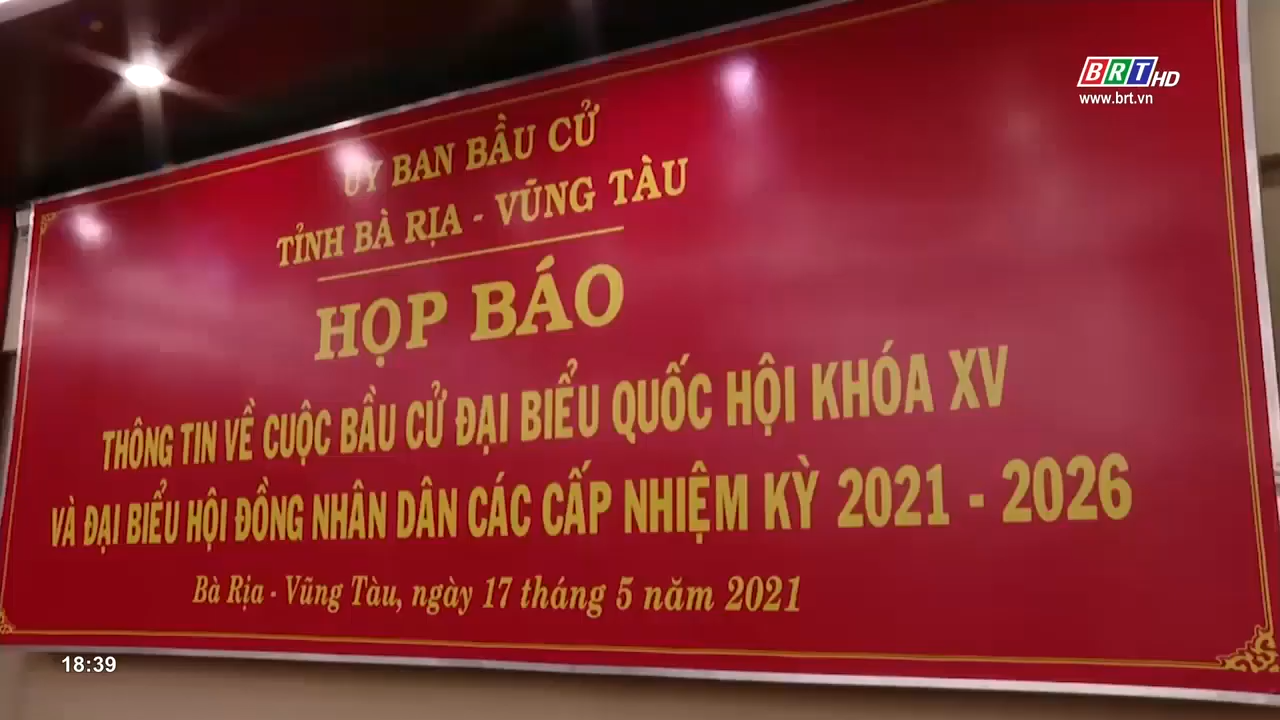 BRT HD
www.brt.vn
ỦY BAN BẦU CỬ
TỈNH BÀ RỊA - VŨNG TÀU
HỌP BÁO
THÔNG TIN VỀ CUỘC BẦU CỬ ĐẠI BIỂU QUỐC HỘI KHÓA XV
VÀ ĐẠI BIỂU HỘI ĐỒNG NHÂN DÂN CÁC CẤP NHIỆM KỲ 2021 - 2026
Bà Rịa - Vũng Tàu, ngày 17 tháng 5 năm 2021
18:39